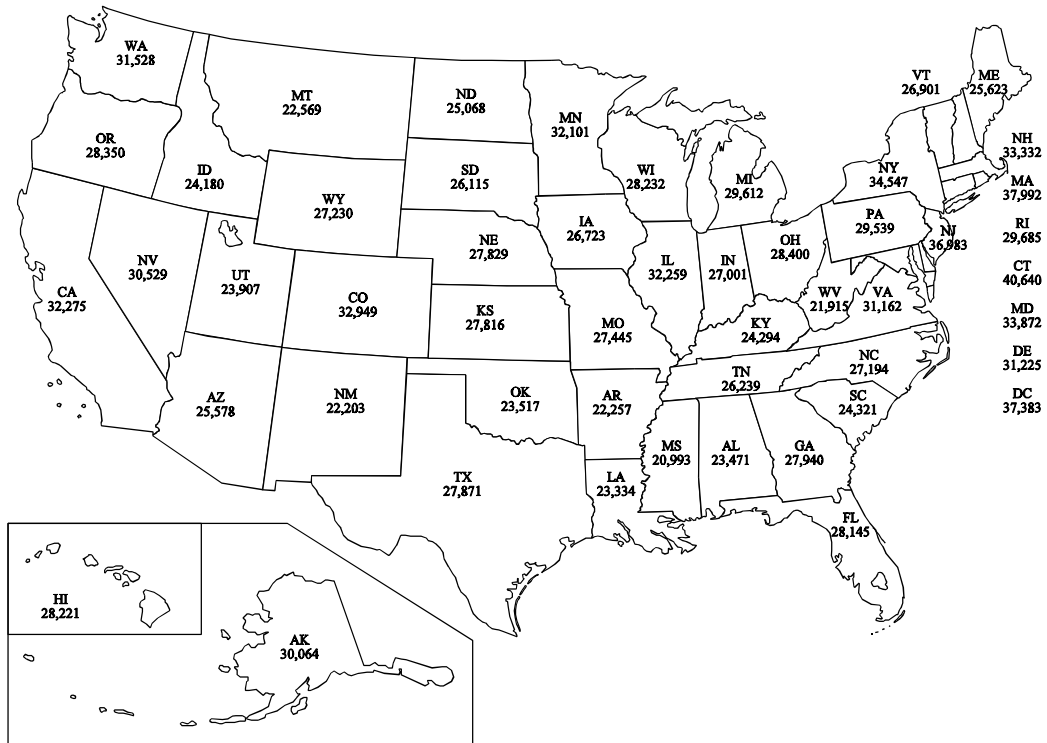 WA
31,528
MT
22,569
ND
25,068
MN
32,101
VT
26,901
ME
25,623
OR
28,350
ID
24,180
SD
26,115
WI
28,232
MI
29,612
NY
34,547
NH
33,332
MA
37,992
WY
27,230
IA
26,723
PA
29,539
RI
29,685
NE
27,829
OH
28,400
NJ
36,983
NV
30,529
UT
23,907
IL
32,259
IN
27,001
CT
40,640
CA
32,275
CO
32,949
KS
27,816
MO
27,445
WV
21,915
VA
31,162
MD
33,872
KY
24,294
NC
27,194
DE
31,225
TN
26,239
AZ
25,578
NM
22,203
OK
23,517
AR
22,257
SC
24,321
DC
37,383
MS
20,993
AL
23,471
GA
27,940
TX
27,871
LA
23,334
FL
28,145
HI
28,221
AK
30,064